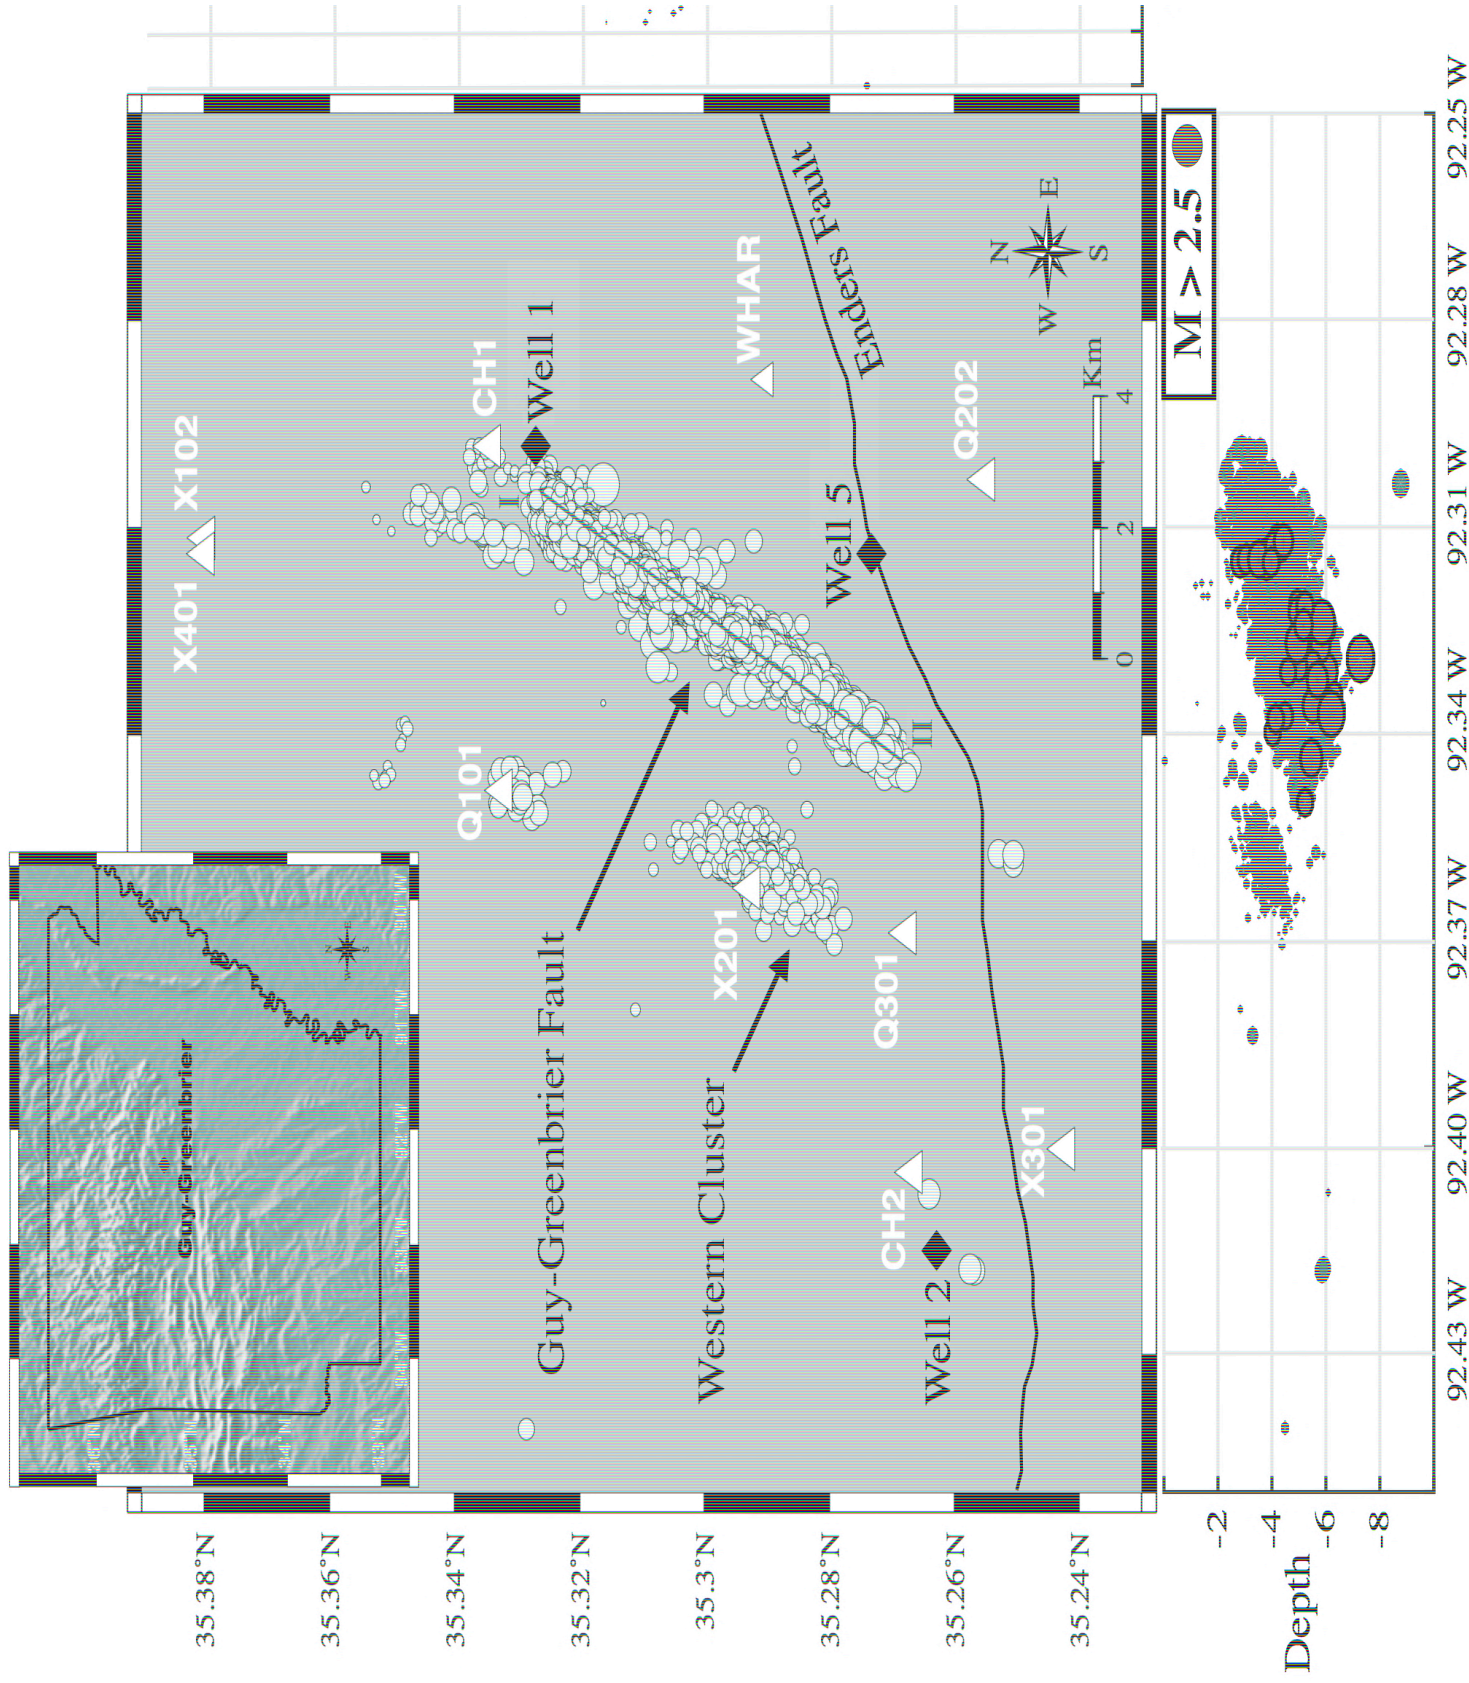 X401
X102
CH1
Well 1
I
Q101
WHAR
Guy-Greenbrier Fault
X201
Western Cluster
II
Well 5
Enders Fault
Q301
Q202
CH2
Well 2
X301
N
W
E
S
Km
0
2
4
Guy-Greenbrier
N
W
E
S
35.38°N
35.36°N
35.34°N
35.32°N
35.3°N
35.28°N
35.26°N
35.24°N
M > 2.5
Depth
-2
-4
-6
-8
92.43 W
92.40 W
92.37 W
92.34 W
92.31 W
92.28 W
92.25 W